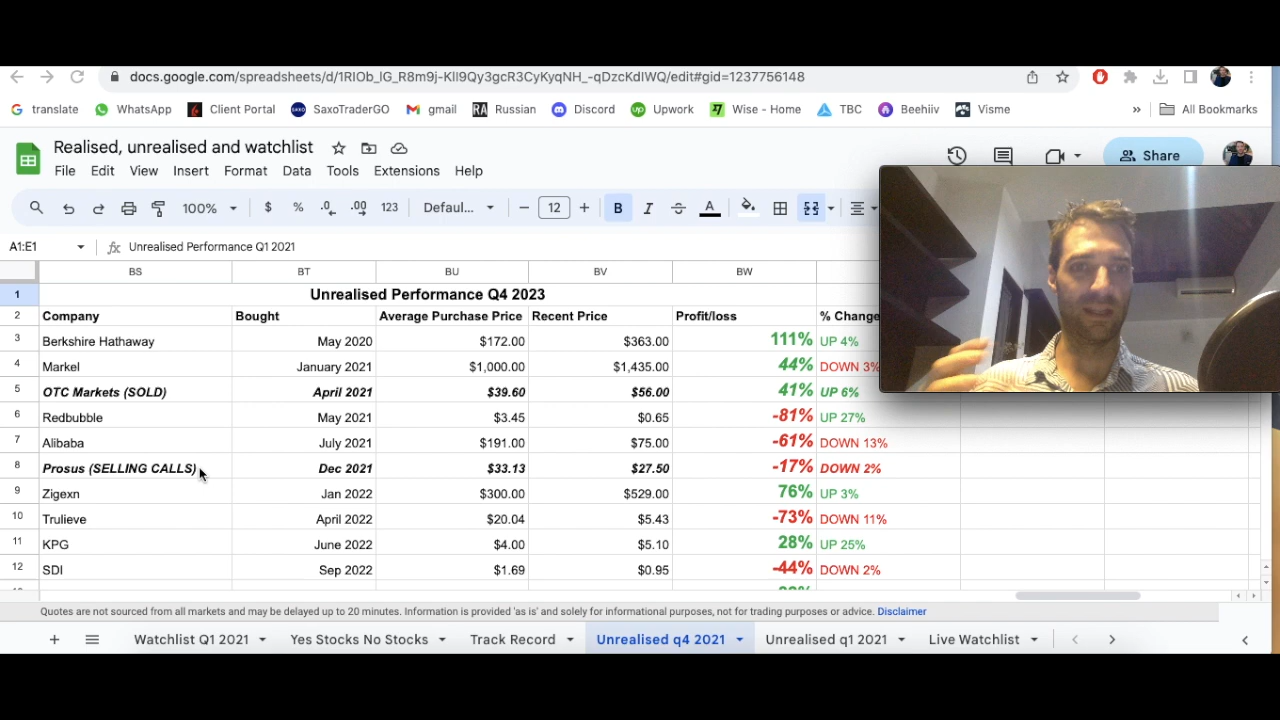 docs.google.com/spreadsheets/d/1RIOb_IG_R8m9j-KlI9Qy3gcR3CyKyqNH_-qDzcKdIWQ/edit#gid=1237756148
translate WhatsApp Client Portal SaxoTraderGO gmail RA Russian Discord Upwork Wise - Home TBC Beehiiv Visme » All Bookmarks
Realised, unrealised and watchlist
Share
File Edit View Insert Format Data Tools Extensions Help
100% $ % .0 .00 123 Defaul... 12 B I A
A1:E1 fx Unrealised Performance Q1 2021
BS BT BU BV BW
1 Unrealised Performance Q4 2023
2 Company Bought Average Purchase Price Recent Price Profit/loss % Change
3 Berkshire Hathaway May 2020 $172.00 $363.00 111% UP 4%
4 Markel January 2021 $1,000.00 $1,435.00 44% DOWN 3%
5 OTC Markets (SOLD) April 2021 $39.60 $56.00 41% UP 6%
6 Redbubble May 2021 $3.45 $0.65 -81% UP 27%
7 Alibaba July 2021 $191.00 $75.00 -61% DOWN 13%
8 Prosus (SELLING CALLS) Dec 2021 $33.13 $27.50 -17% DOWN 2%
9 Zigexn Jan 2022 $300.00 $529.00 76% UP 3%
10 Trulieve April 2022 $20.04 $5.43 -73% DOWN 11%
11 KPG June 2022 $4.00 $5.10 28% UP 25%
12 SDI Sep 2022 $1.69 $0.95 -44% DOWN 2%
Quotes are not sourced from all markets and may be delayed up to 20 minutes. Information is provided 'as is' and solely for informational purposes, not for trading purposes or advice. Disclaimer
Watchlist Q1 2021 Yes Stocks No Stocks Track Record Unrealised q4 2021 Unrealised q1 2021 Live Watchlist